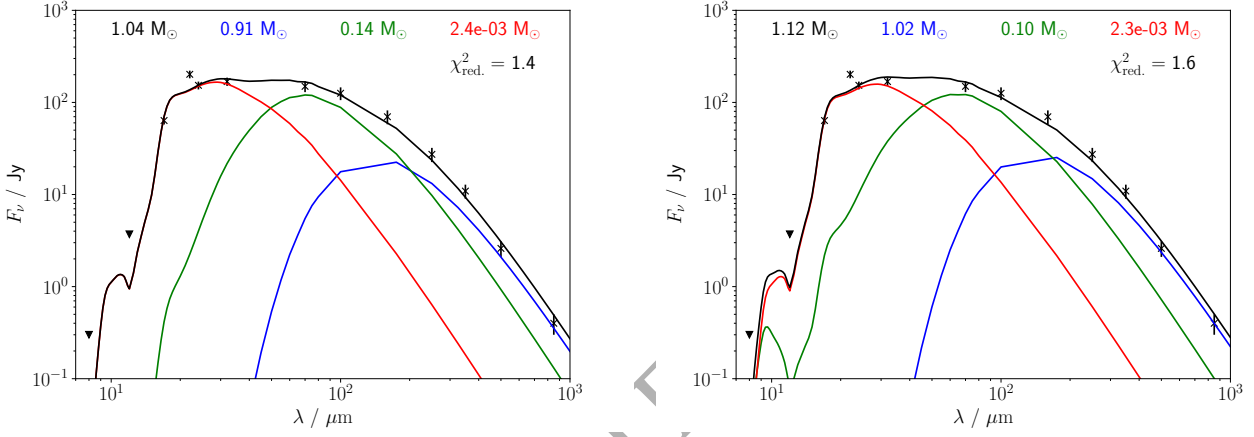 1.04 M☉ 0.91 M☉ 0.14 M☉ 2.4e-03 M☉
χ²red. = 1.4
Fν / Jy
10³
10²
10¹
10⁰
10⁻¹
10¹ 10² 10³
λ / μm
1.12 M☉ 1.02 M☉ 0.10 M☉ 2.3e-03 M☉
χ²red. = 1.6
Fν / Jy
10³
10²
10¹
10⁰
10⁻¹
10¹ 10² 10³
λ / μm